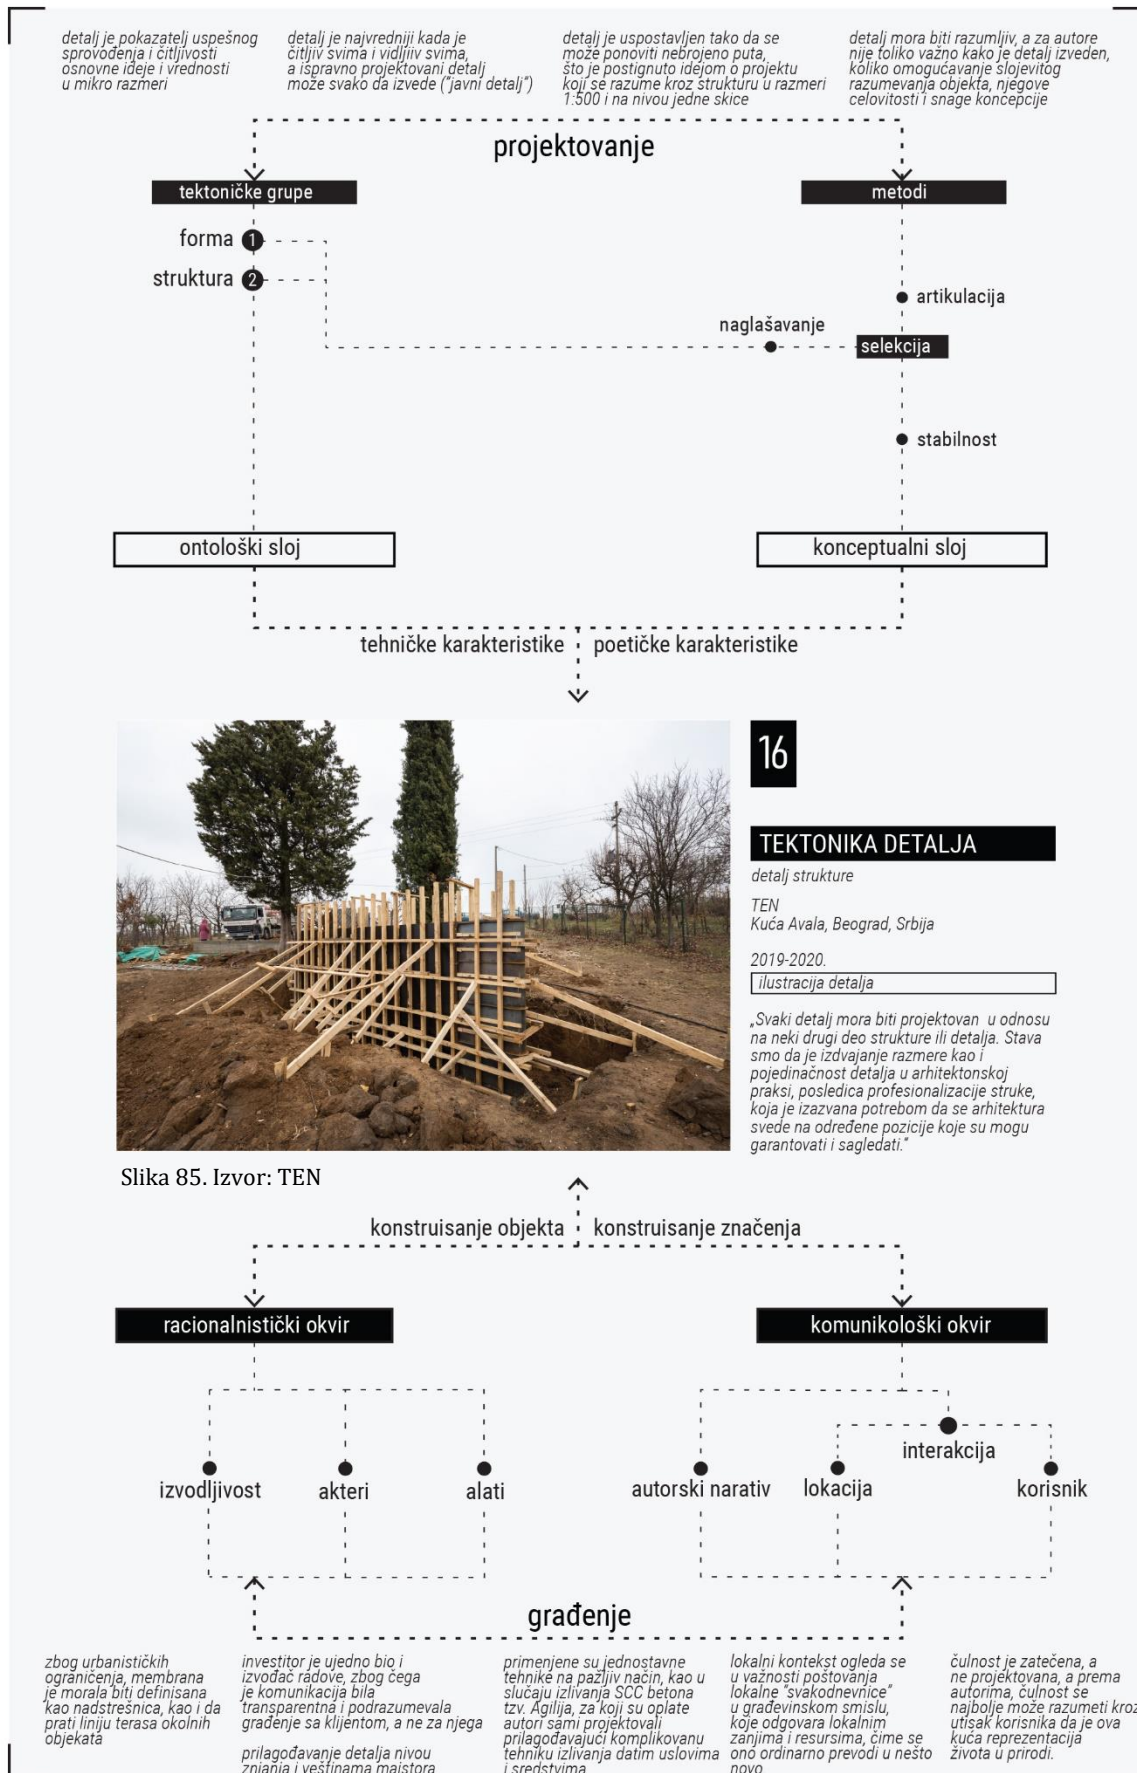 detalj je pokazatelj uspešnog
sprovođenja i čitljivosti
osnovne ideje i vrednosti
u mikro razmeri
detalj je najvredniji kada je
čitljiv svima i vidljiv svima,
a ispravno projektovani detalj
može svako da izvede ("javni detalj")
detalj je uspostavljen tako da se
može ponoviti nebrojeno puta,
što je postignuto idejom o projektu
koji se razume kroz strukturu u razmeri
1:500 i na nivou jedne skice
detalj mora biti razumljiv, a za autore
nije toliko važno kako je detalj izveden,
koliko omogućavanje slojevitog
razumevanja objekta, njegove
celovitosti i snage koncepcije
projektovanje
tektoničke grupe
metodi
forma 1
struktura 2
artikulacija
naglašavanje
selekcija
stabilnost
ontološki sloj
konceptualni sloj
tehničke karakteristike
poetičke karakteristike
16
TEKTONIKA DETALJA
detalj strukture
TEN
Kuća Avala, Beograd, Srbija
2019-2020.
ilustracija detalja
„Svaki detalj mora biti projektovan u odnosu
na neki drugi deo strukture ili detalja. Stava
smo da je izdvajanje razmere kao i
pojedinačnost detalja u arhitektonskoj
praksi, posledica profesionalizacije struke,
koja je izazvana potrebom da se arhitektura
svede na određene pozicije koje su mogu
garantovati i sagledati.“
Slika 85. Izvor: TEN
konstruisanje objekta
konstruisanje značenja
racionalnistički okvir
komunikološki okvir
interakcija
izvodljivost
akteri
alati
autorski narativ
lokacija
korisnik
građenje
zbog urbanističkih
ograničenja, membrana
je morala biti definisana
kao nadstrešnica, kao i da
prati liniju terasa okolnih
objekata
investitor je ujedno bio i
izvođač radove, zbog čega
je komunikacija bila
transparentna i podrazumevala
građenje sa klijentom, a ne za njega
prilagođavanje detalja nivou
znjanja i veštinama majstora
primenjene su jednostavne
tehnike na pažljiv način, kao u
slučaju izlivanja SCC betona
tzv. Agilija, za koji su oplate
autori sami projektovali
prilagođavajući komplikovanu
tehniku izlivanja datim uslovima
i sredstvima
lokalni kontekst ogleda se
u važnosti poštovanja
lokalne "svakodnevnice"
u građevinskom smislu,
koje odgovara lokalnim
zanjima i resursima, čime se
ono ordinarno prevodi u nešto
novo
čulnost je zatečena, a
ne projektovana, a prema
autorima, čulnost se
najbolje može razumeti kroz
utisak korisnika da je ova
kuća reprezentacija
života u prirodi.